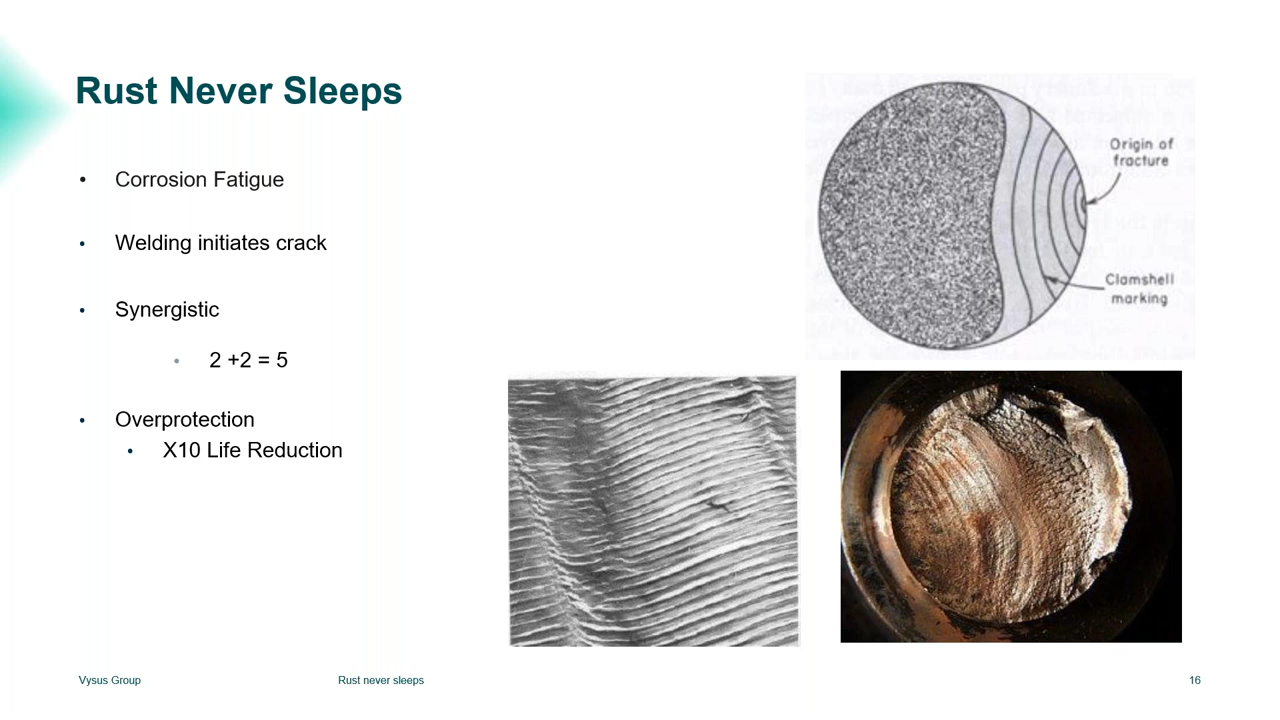 Rust Never Sleeps
• Corrosion Fatigue
• Welding initiates crack
• Synergistic
• 2 +2 = 5
• Overprotection
• X10 Life Reduction
Origin of
fracture
Clamshell
marking
Vysus Group
Rust never sleeps
16